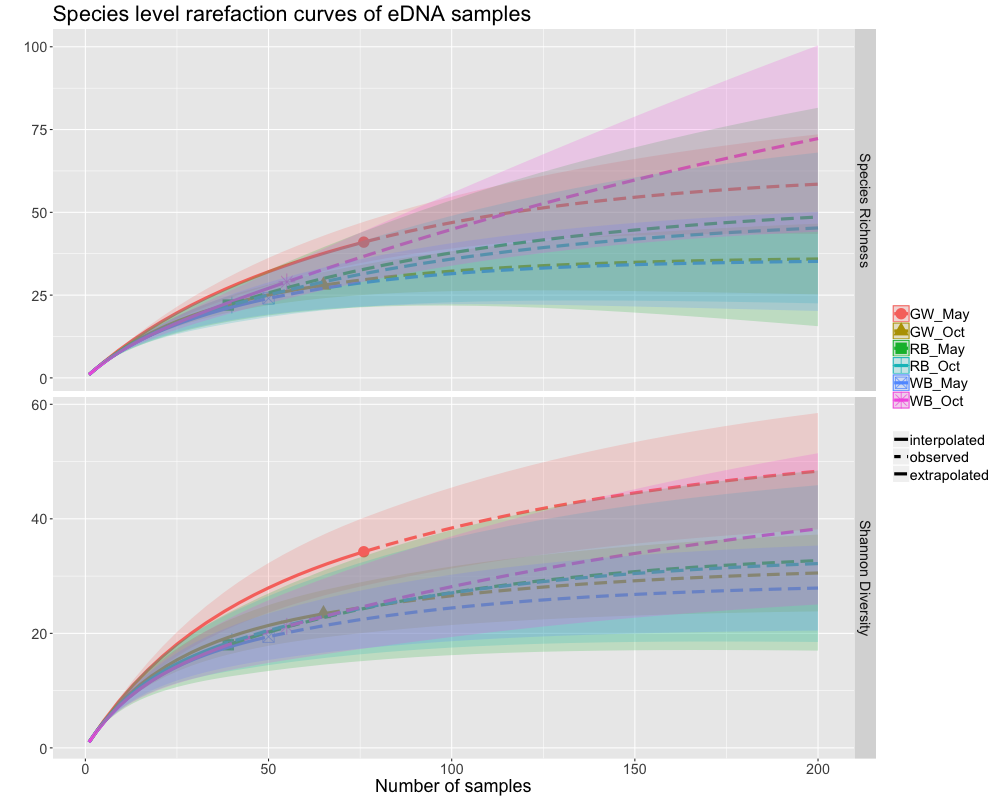 Species level rarefaction curves of eDNA samples
100
75
50
25
0
Species Richness
60
40
20
0
Shannon Diversity
0 50 100 150 200
Number of samples
GW_May
GW_Oct
RB_May
RB_Oct
WB_May
WB_Oct
interpolated
observed
extrapolated